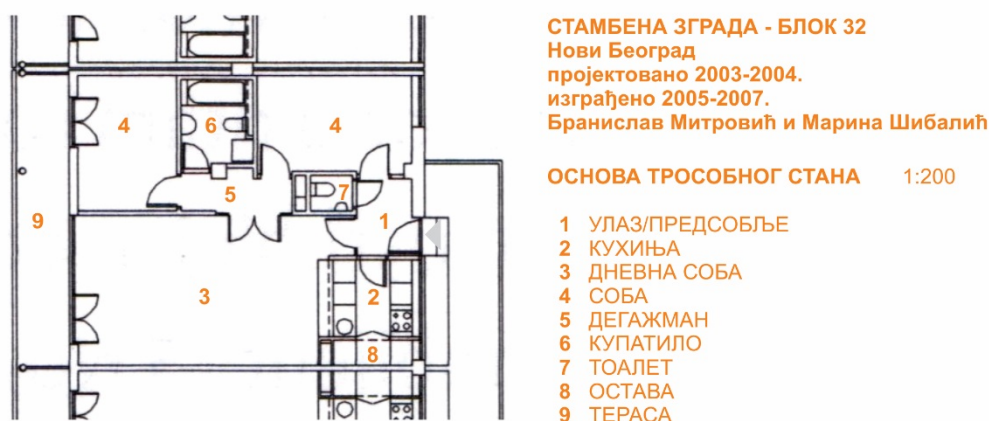 СТАМБЕНА ЗГРАДА - БЛОК 32
Нови Београд
пројектовано 2003-2004.
изграђено 2005-2007.
Бранислав Митровић и Марина Шибалић
ОСНОВА ТРОСОБНОГ СТАНА 1:200
1 УЛАЗ/ПРЕДСОБЉЕ
2 КУХИЊА
3 ДНЕВНА СОБА
4 СОБА
5 ДЕГАЖМАН
6 КУПАТИЛО
7 ТОАЛЕТ
8 ОСТАВА
9 ТЕРАСА
4
6
4
5
7
9
1
3
2
8